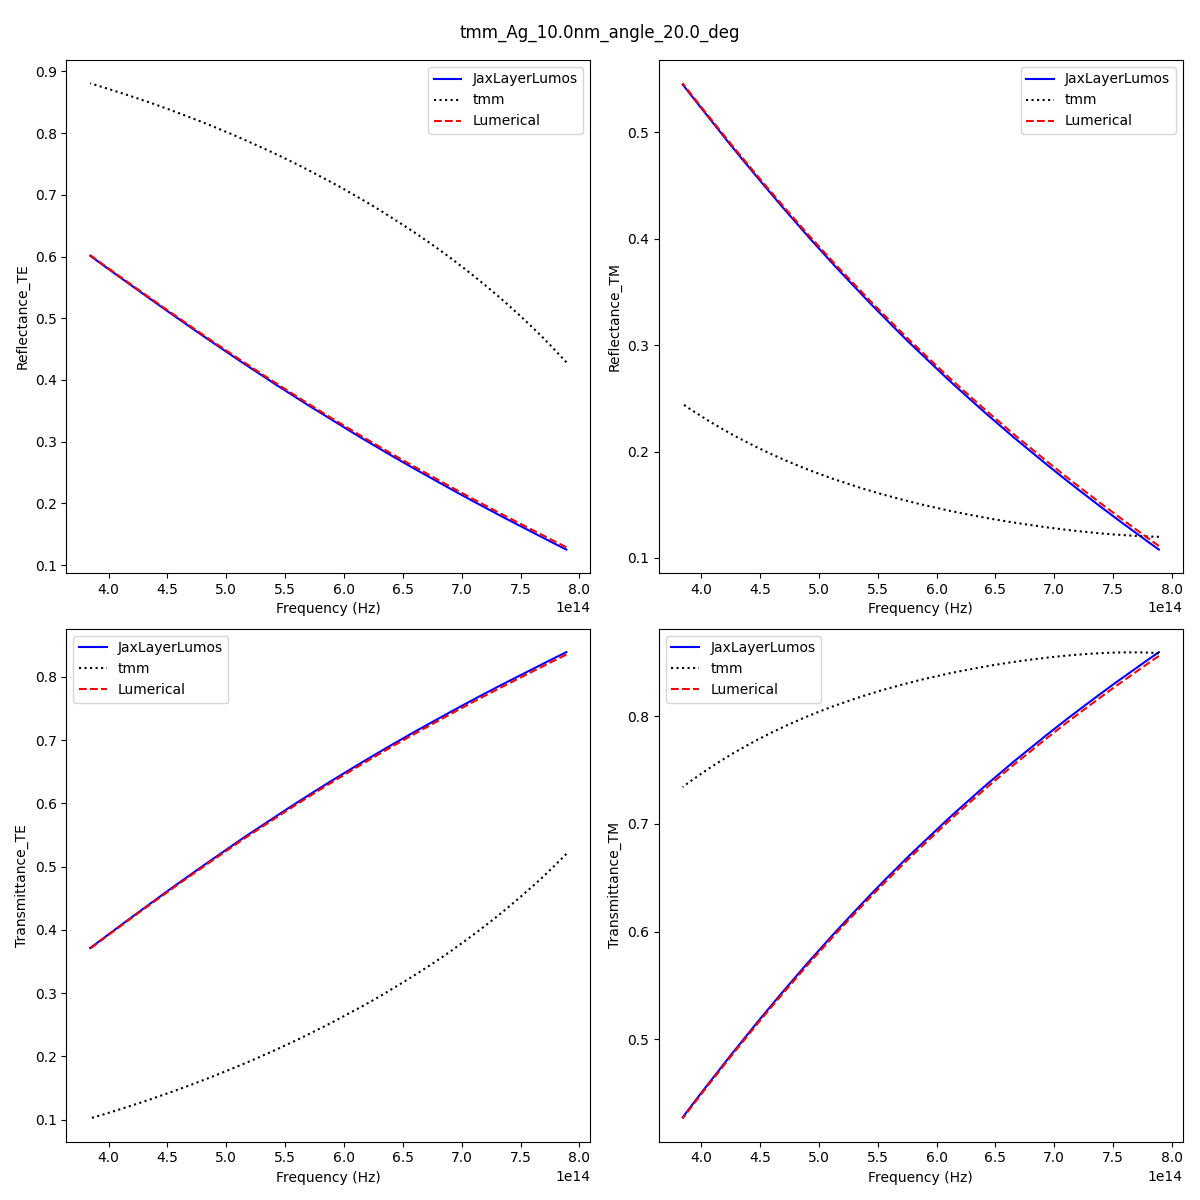 tmm_Ag_10.0nm_angle_20.0_deg
JaxLayerLumos
tmm
Lumerical
Reflectance_TE
0.9
0.8
0.7
0.6
0.5
0.4
0.3
0.2
0.1
4.0 4.5 5.0 5.5 6.0 6.5 7.0 7.5 8.0
Frequency (Hz) 1e14
JaxLayerLumos
tmm
Lumerical
Reflectance_TM
0.5
0.4
0.3
0.2
0.1
4.0 4.5 5.0 5.5 6.0 6.5 7.0 7.5 8.0
Frequency (Hz) 1e14
JaxLayerLumos
tmm
Lumerical
Transmittance_TE
0.8
0.7
0.6
0.5
0.4
0.3
0.2
0.1
4.0 4.5 5.0 5.5 6.0 6.5 7.0 7.5 8.0
Frequency (Hz) 1e14
JaxLayerLumos
tmm
Lumerical
Transmittance_TM
0.8
0.7
0.6
0.5
4.0 4.5 5.0 5.5 6.0 6.5 7.0 7.5 8.0
Frequency (Hz) 1e14